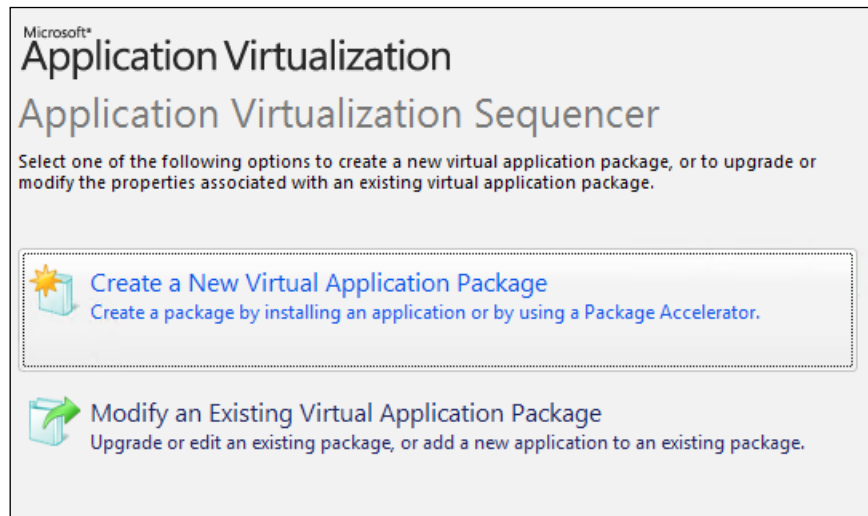 Microsoft®
Application Virtualization
Application Virtualization Sequencer
Select one of the following options to create a new virtual application package, or to upgrade or
modify the properties associated with an existing virtual application package.
Create a New Virtual Application Package
Create a package by installing an application or by using a Package Accelerator.
Modify an Existing Virtual Application Package
Upgrade or edit an existing package, or add a new application to an existing package.